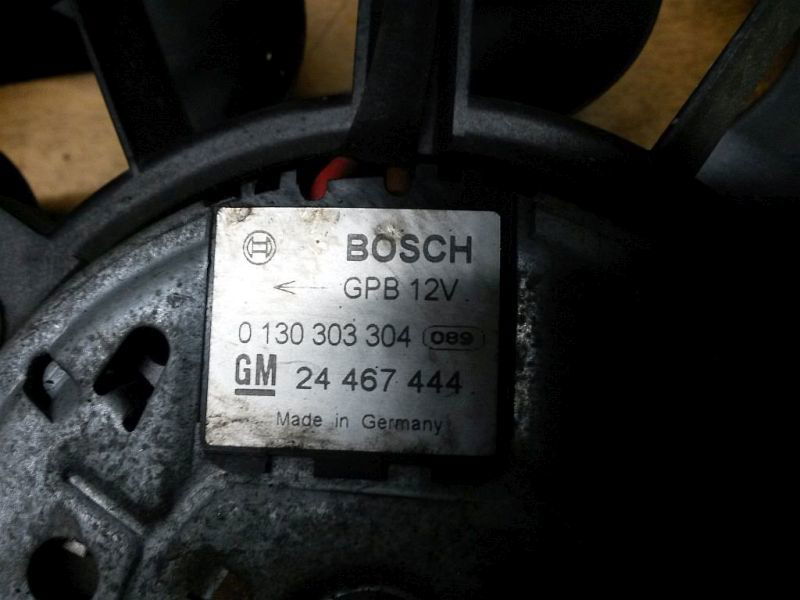 BOSCH
GPB 12V
0 130 303 304 089
GM 24 467 444
Made in Germany